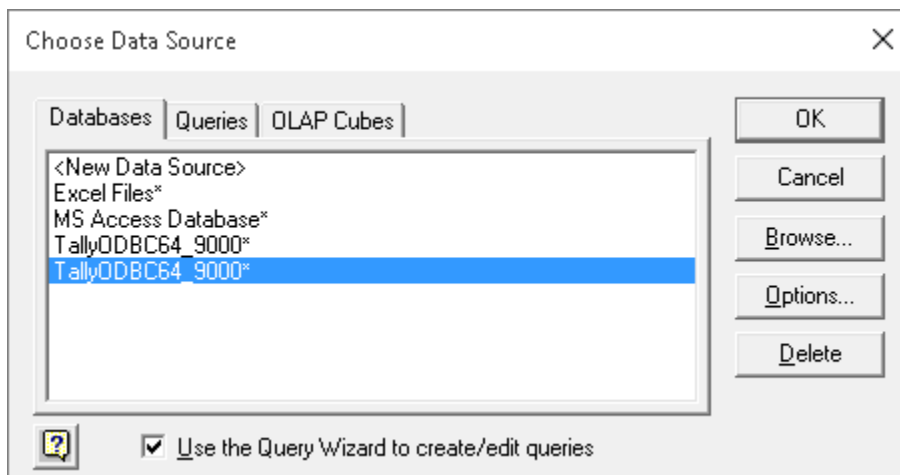 Choose Data Source
Databases
Queries
OLAP Cubes
<New Data Source>
Excel Files*
MS Access Database*
TallyODBC64_9000*
TallyODBC64_9000*
OK
Cancel
Browse...
Options...
Delete
?
Use the Query Wizard to create/edit queries